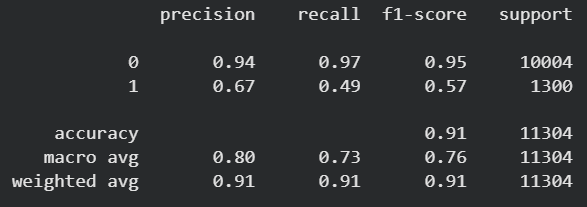 precision recall f1-score support
0 0.94 0.97 0.95 10004
1 0.67 0.49 0.57 1300
accuracy 0.91 11304
macro avg 0.80 0.73 0.76 11304
weighted avg 0.91 0.91 0.91 11304